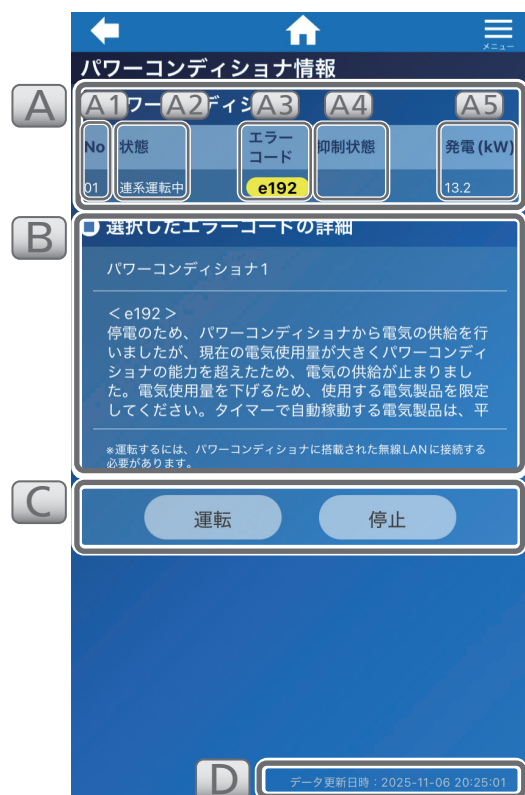 メニュー
パワーコンディショナ情報
A
A1 A2 A3 A4 A5
No 状態 エラーコード 抑制状態 発電 (kW)
01 連系運転中 e192 13.2
B
選択したエラーコードの詳細
パワーコンディショナ1
＜e192＞
停電のため、パワーコンディショナから電気の供給を行
いましたが、現在の電気使用量が大きくパワーコンディ
ショナの能力を超えたため、電気の供給が止まりまし
た。電気使用量を下げるため、使用する電気製品を限定
してください。タイマーで自動稼動する電気製品は、平
※運転するには、パワーコンディショナに搭載された無線LANに接続する
必要があります。
C
運転 停止
D
データ更新日時：2025-11-06 20:25:01